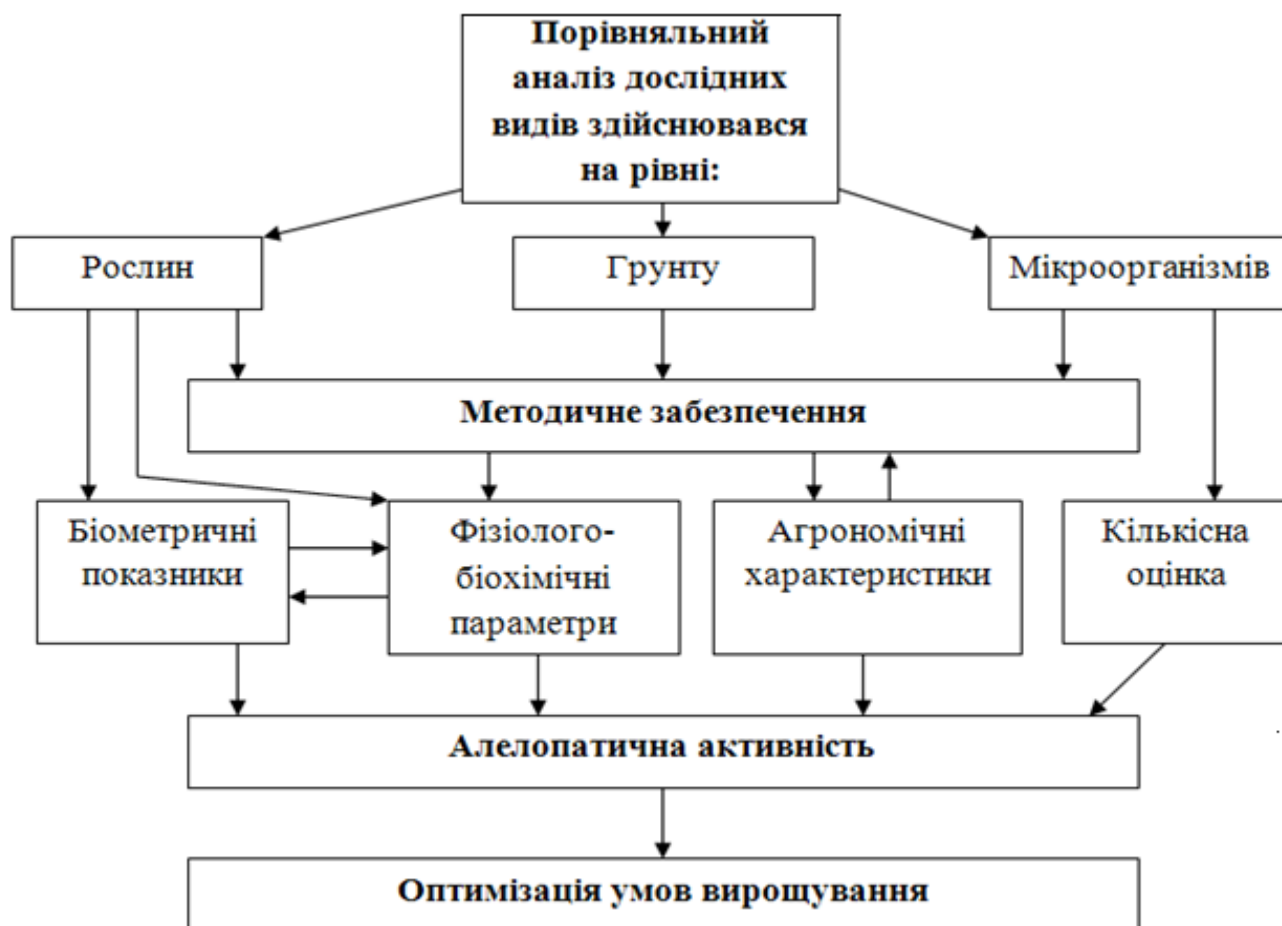 Порівняльний
аналіз дослідних
видів здійснювався
на рівні:
Рослин
Грунту
Мікроорганізмів
Методичне забезпечення
Біометричні
показники
Фізіолого-
біохімічні
параметри
Агрономічні
характеристики
Кількісна
оцінка
Алелопатична активність
Оптимізація умов вирощування